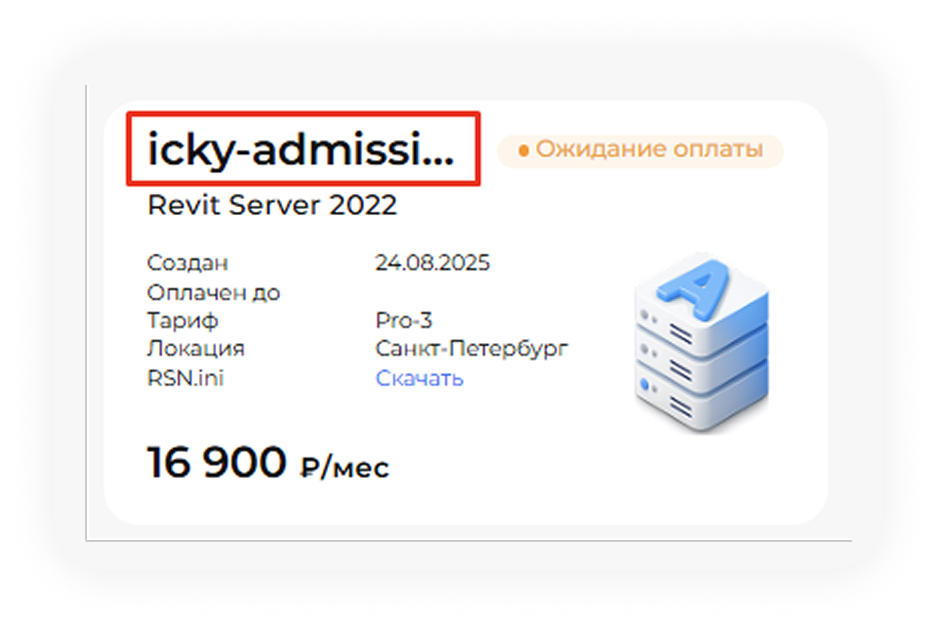 icky-admissi...
Ожидание оплаты
Revit Server 2022
Создан 24.08.2025
Оплачен до
Тариф Pro-3
Локация Санкт-Петербург
RSN.ini Скачать
16 900 ₽/мес